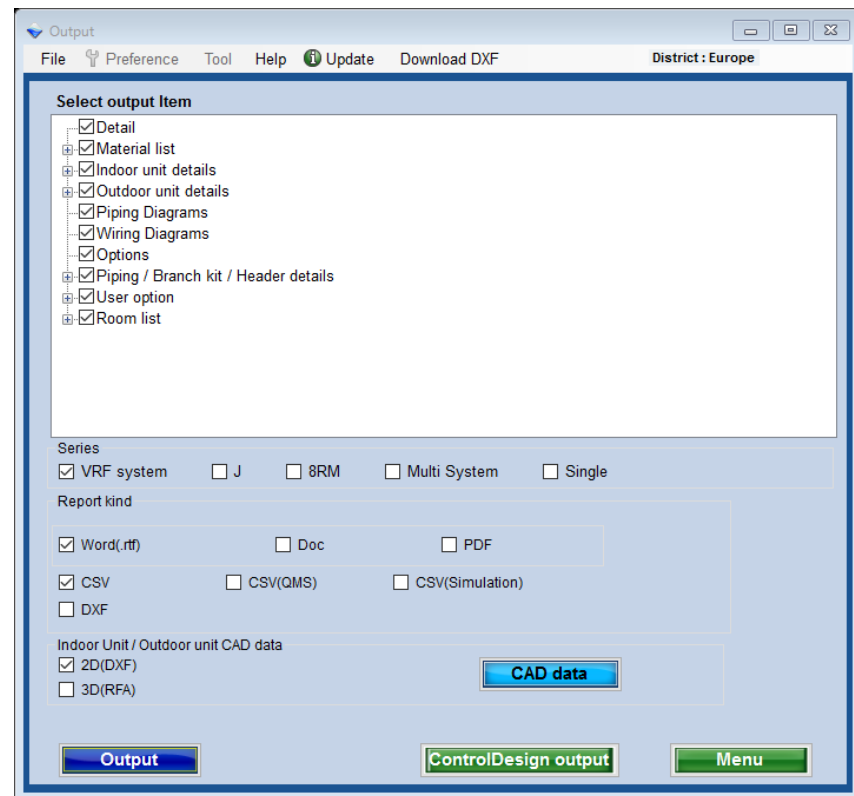 Output
File Preference Tool Help Update Download DXF District : Europe
Select output Item
Detail
Material list
Indoor unit details
Outdoor unit details
Piping Diagrams
Wiring Diagrams
Options
Piping / Branch kit / Header details
User option
Room list
Series
VRF system J 8RM Multi System Single
Report kind
Word(.rtf) Doc PDF
CSV CSV(QMS) CSV(Simulation)
DXF
Indoor Unit / Outdoor unit CAD data
2D(DXF) CAD data
3D(RFA)
Output ControlDesign output Menu